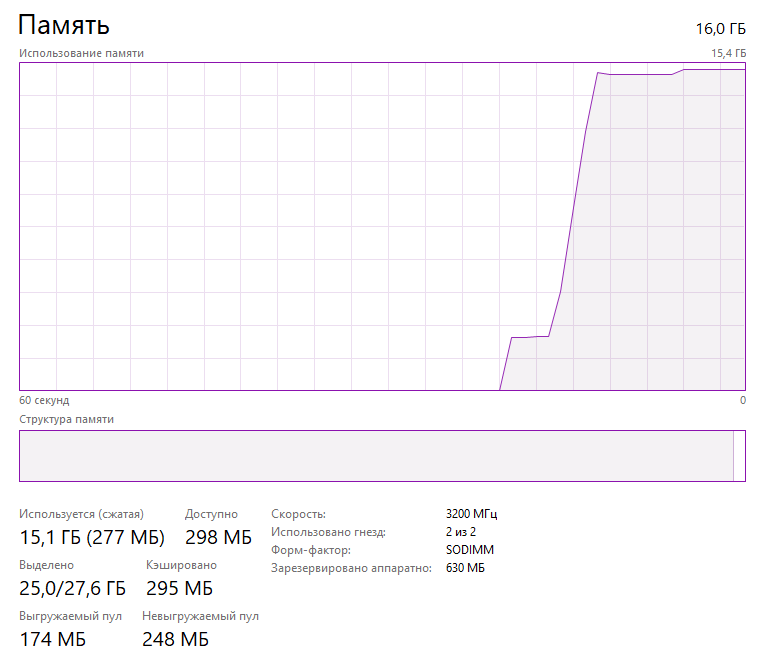 Память
16,0 ГБ
Использование памяти
15,4 ГБ
60 секунд
0
Структура памяти
Используется (сжатая)
15,1 ГБ (277 МБ)
Доступно
298 МБ
Выделено
25,0/27,6 ГБ
Кэшировано
295 МБ
Выгружаемый пул
174 МБ
Невыгружаемый пул
248 МБ
Скорость: 3200 МГц
Использовано гнезд: 2 из 2
Форм-фактор: SODIMM
Зарезервировано аппаратно: 630 МБ